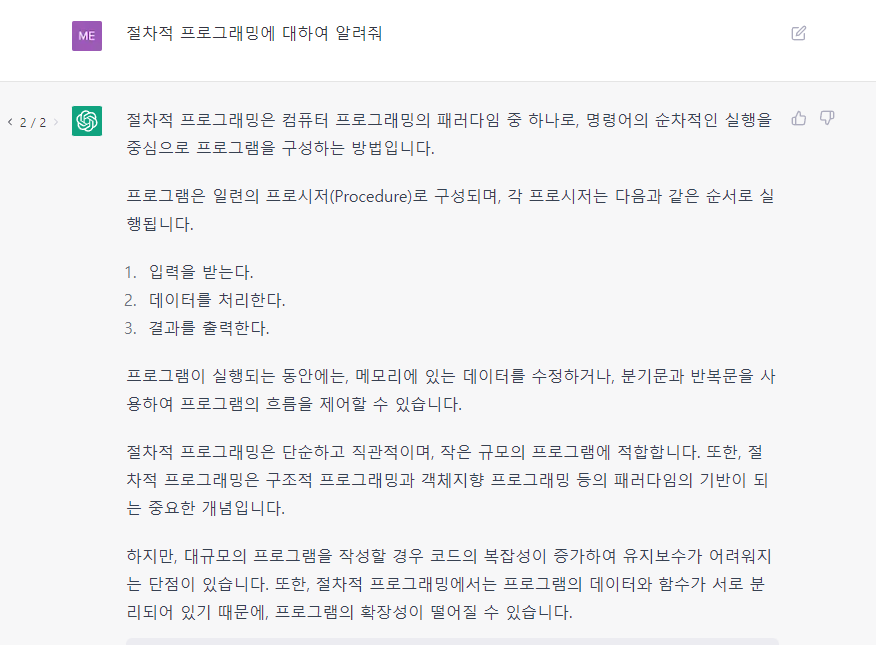 ME
절차적 프로그래밍에 대하여 알려줘
< 2 / 2 >
절차적 프로그래밍은 컴퓨터 프로그래밍의 패러다임 중 하나로, 명령어의 순차적인 실행을
중심으로 프로그램을 구성하는 방법입니다.
프로그램은 일련의 프로시저(Procedure)로 구성되며, 각 프로시저는 다음과 같은 순서로 실
행됩니다.
1. 입력을 받는다.
2. 데이터를 처리한다.
3. 결과를 출력한다.
프로그램이 실행되는 동안에는, 메모리에 있는 데이터를 수정하거나, 분기문과 반복문을 사
용하여 프로그램의 흐름을 제어할 수 있습니다.
절차적 프로그래밍은 단순하고 직관적이며, 작은 규모의 프로그램에 적합합니다. 또한, 절
차적 프로그래밍은 구조적 프로그래밍과 객체지향 프로그래밍 등의 패러다임의 기반이 되
는 중요한 개념입니다.
하지만, 대규모의 프로그램을 작성할 경우 코드의 복잡성이 증가하여 유지보수가 어려워지
는 단점이 있습니다. 또한, 절차적 프로그래밍에서는 프로그램의 데이터와 함수가 서로 분
리되어 있기 때문에, 프로그램의 확장성이 떨어질 수 있습니다.